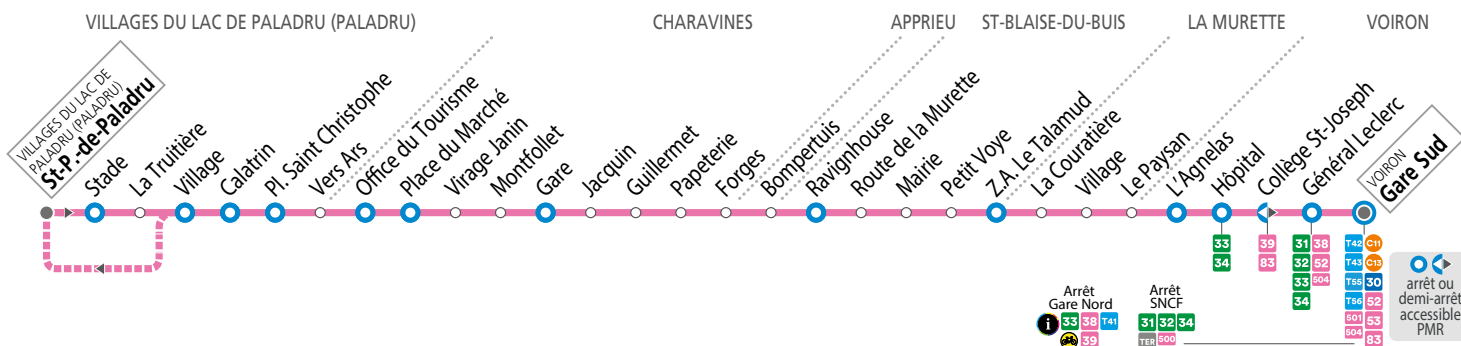 VILLAGES DU LAC DE PALADRU (PALADRU)
CHARAVINES
APPRIEU
ST-BLAISE-DU-BUIS
LA MURETTE
VOIRON
VILLAGES DU LAC DE
PALADRU (PALADRU)
St-P.-de-Paladru
Stade
La Truitière
Village
Calatrin
Pl. Saint Christophe
Vers Ars
Office du Tourisme
Place du Marché
Virage Janin
Montfollet
Gare
Jacquin
Guillermet
Papeterie
Forges
Bompertuis
Ravignhouse
Route de la Murette
Mairie
Petit Voye
Z.A. Le Talamud
La Couratière
Village
Le Paysan
L'Agnelas
Hôpital
Collège St-Joseph
Général Leclerc
VOIRON
Gare Sud
33
34
39
83
31 38
32 52
33 504
34
T42 C11
T43 C13
T55 30
T56 52
501 53
504 83
Arrêt
Gare Nord
i 33 38 T41
39
Arrêt
SNCF
31 32 34
TER 500
arrêt ou
demi-arrêt
accessible
PMR